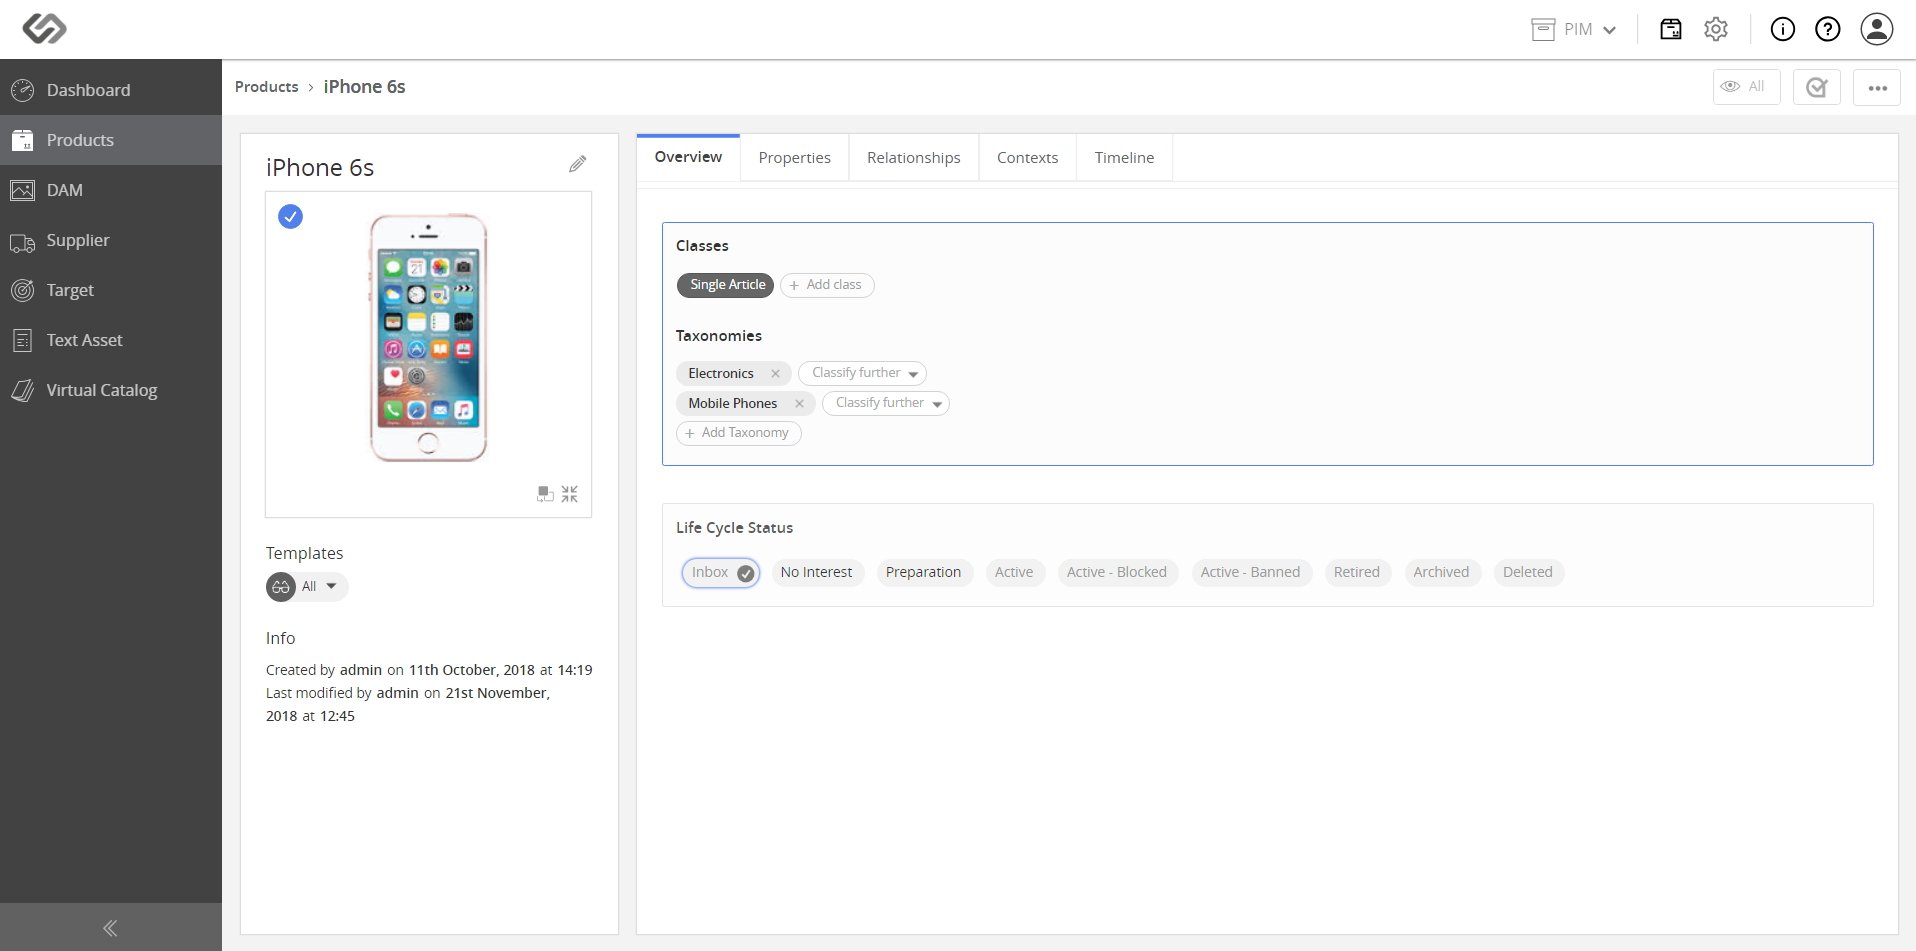 PIM
Dashboard
Products
DAM
Supplier
Target
Text Asset
Virtual Catalog
Products › iPhone 6s
All
iPhone 6s
Templates
All
Info
Created by admin on 11th October, 2018 at 14:19
Last modified by admin on 21st November,
2018 at 12:45
Overview
Properties
Relationships
Contexts
Timeline
Classes
Single Article
+ Add class
Taxonomies
Electronics × Classify further
Mobile Phones × Classify further
+ Add Taxonomy
Life Cycle Status
Inbox
No Interest
Preparation
Active
Active - Blocked
Active - Banned
Retired
Archived
Deleted